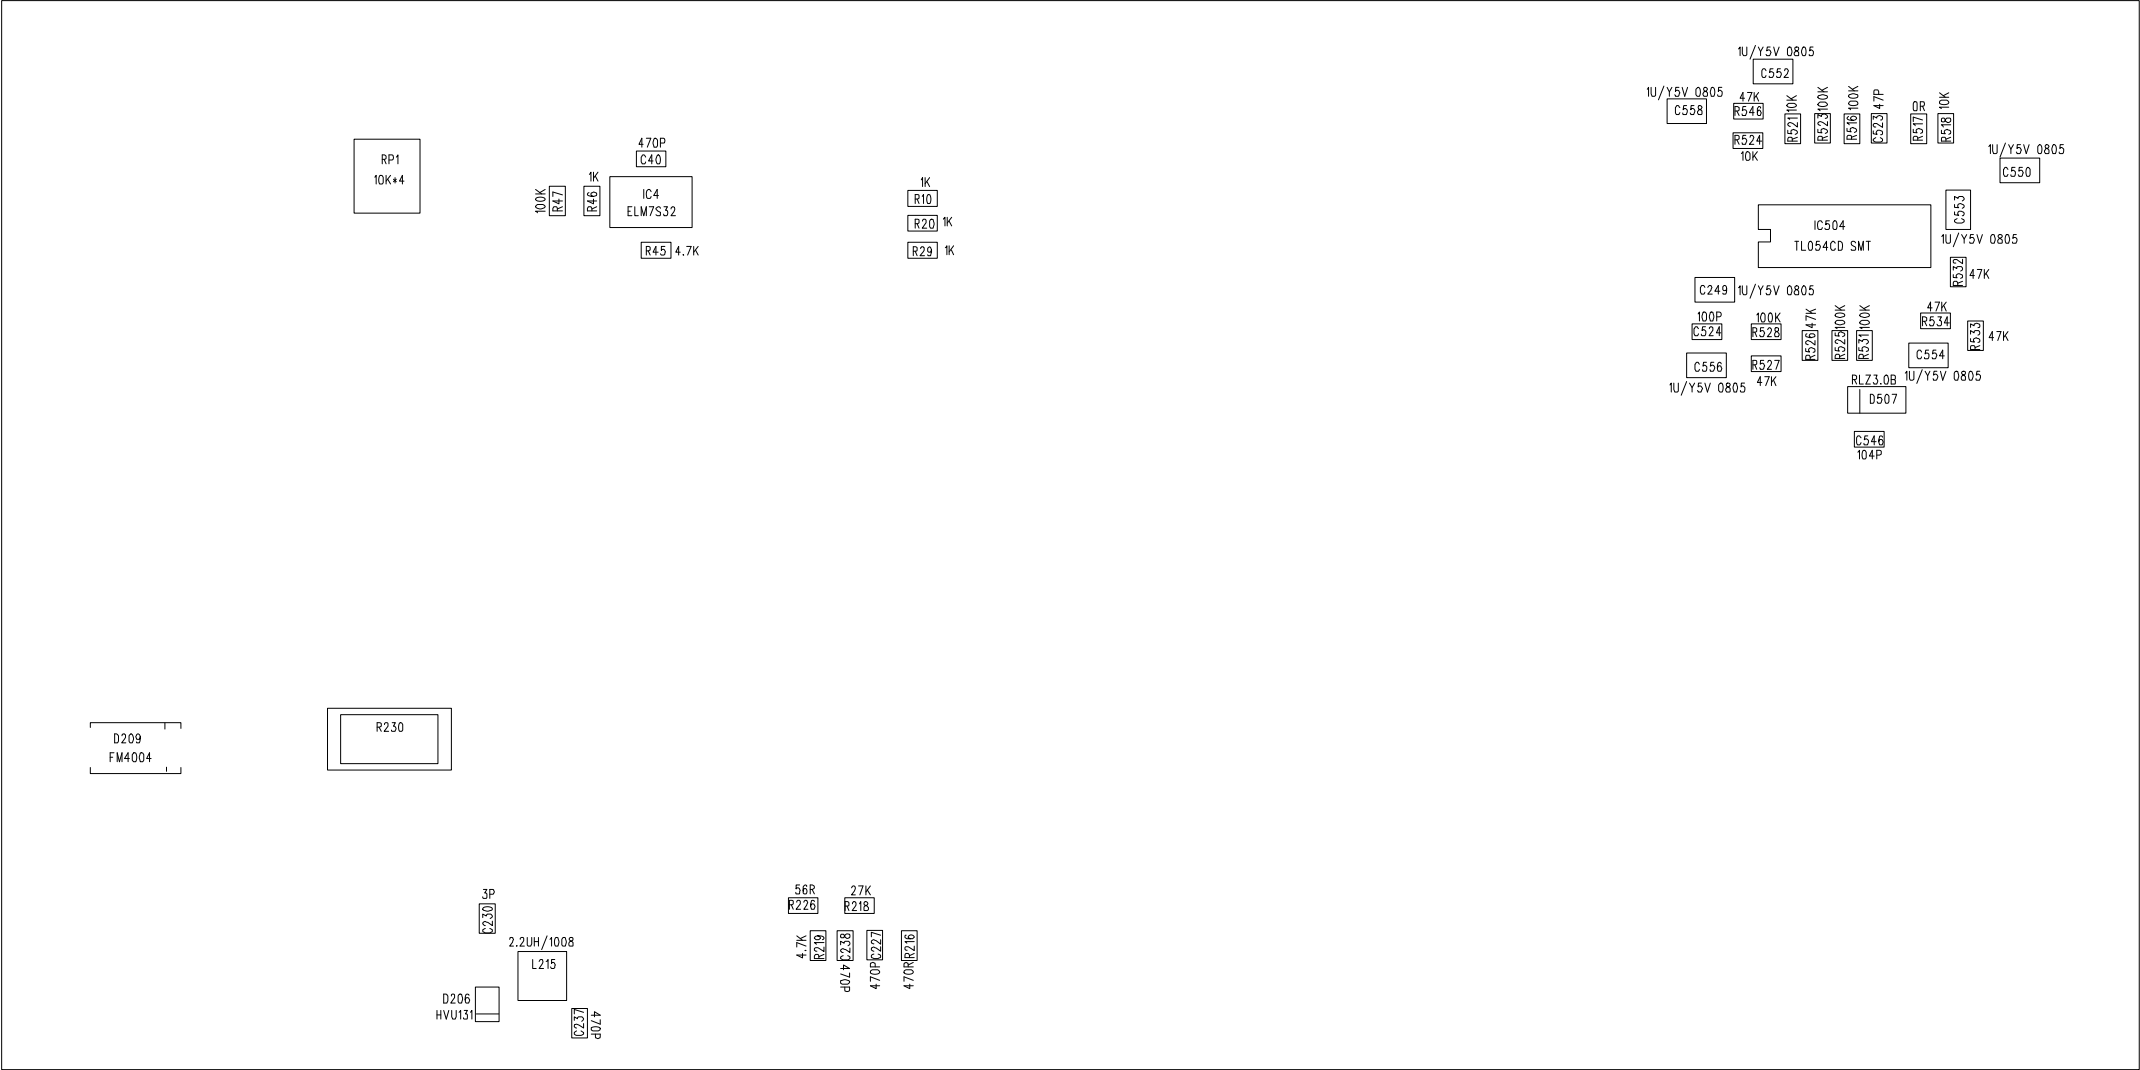 1U/Y5V 0805
C552
1U/Y5V 0805
C558
47K
R546
R524
10K
R521
10K
R523
100K
R516
100K
C523
47P
0R
R517
10K
R518
1U/Y5V 0805
C550
RP1
10K*4
470P
C40
100K
R47
1K
R46
IC4
ELM7S32
R45 4.7K
1K
R10
R20 1K
R29 1K
IC504
TL054CD SMT
C553
1U/Y5V 0805
R532 47K
C249 1U/Y5V 0805
100P
C524
100K
R528
47K
R526
100K
R525
100K
R531
47K
R534
R533 47K
C556
1U/Y5V 0805
R527
47K
C554
1U/Y5V 0805
RLZ3.0B
D507
C546
104P
D209
FM4004
R230
3P
C230
2.2UH/1008
L215
D206
HVU131
C237
470P
56R
R226
27K
R218
4.7K
R219
C238
470P
C227
470P
R216
470R